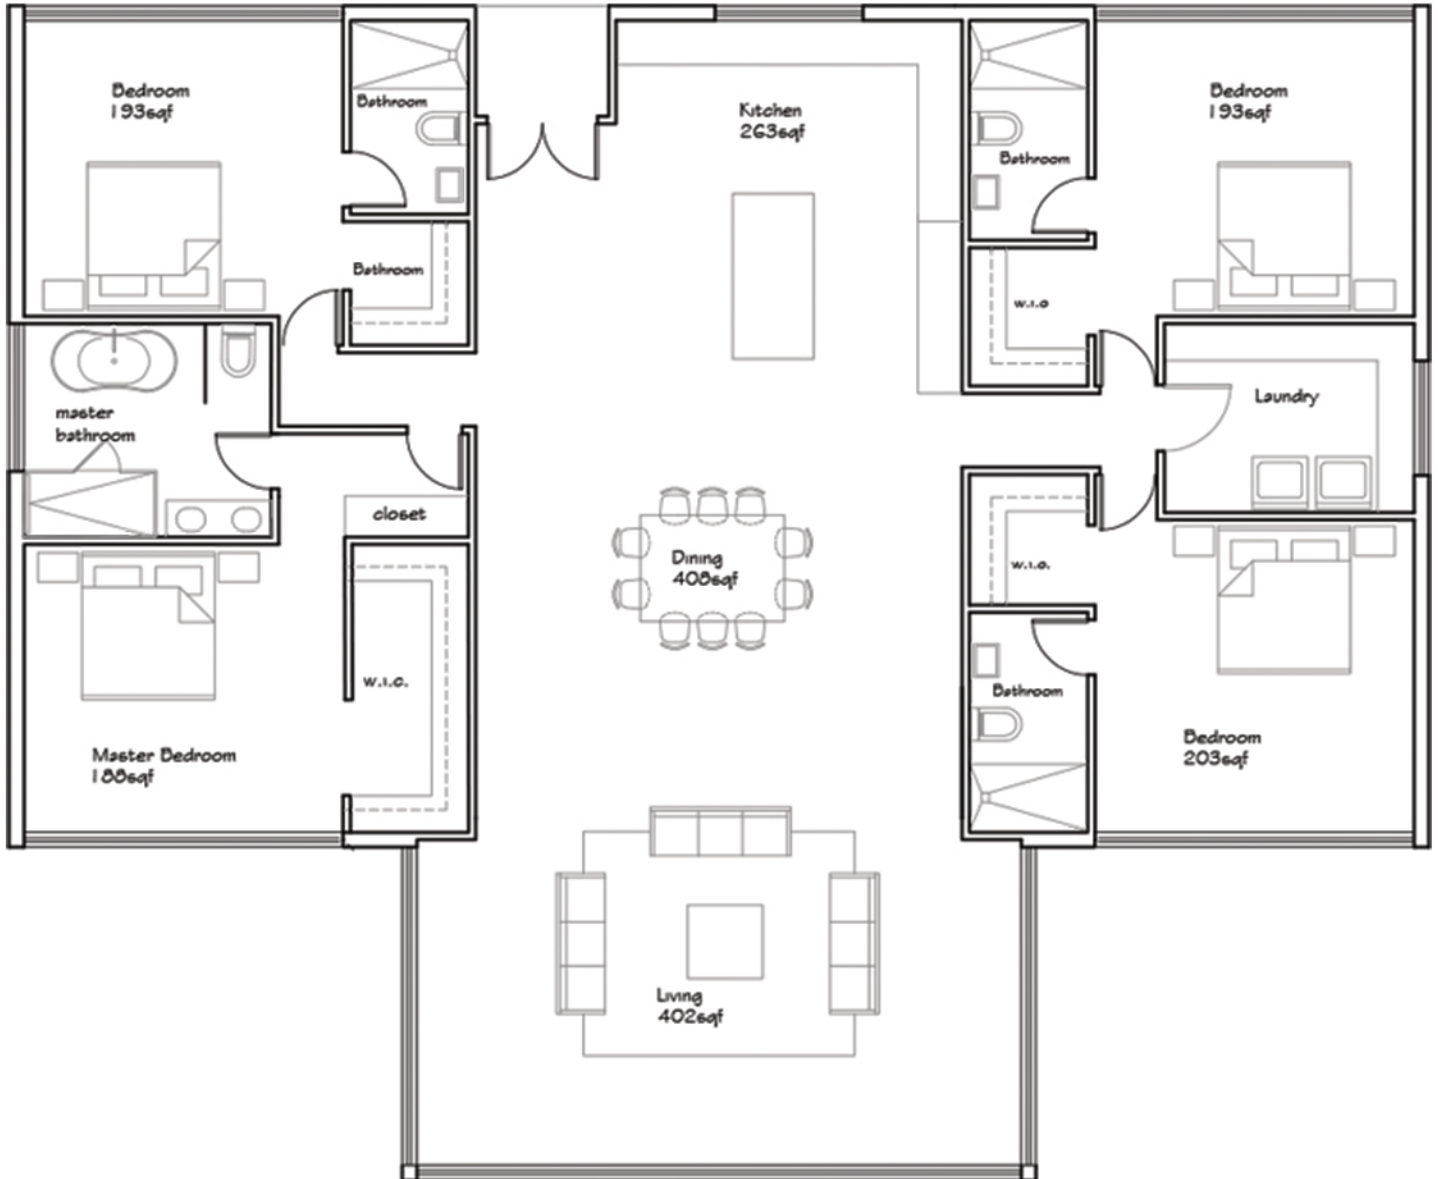 Bedroom
193sqf
Bathroom
Kitchen
263sqf
Bathroom
Bedroom
193sqf
Bathroom
w.i.o
master
bathroom
Laundry
closet
Dining
408sqf
w.i.o.
w.i.c.
Bathroom
Master Bedroom
188sqf
Bedroom
203sqf
Living
402sqf